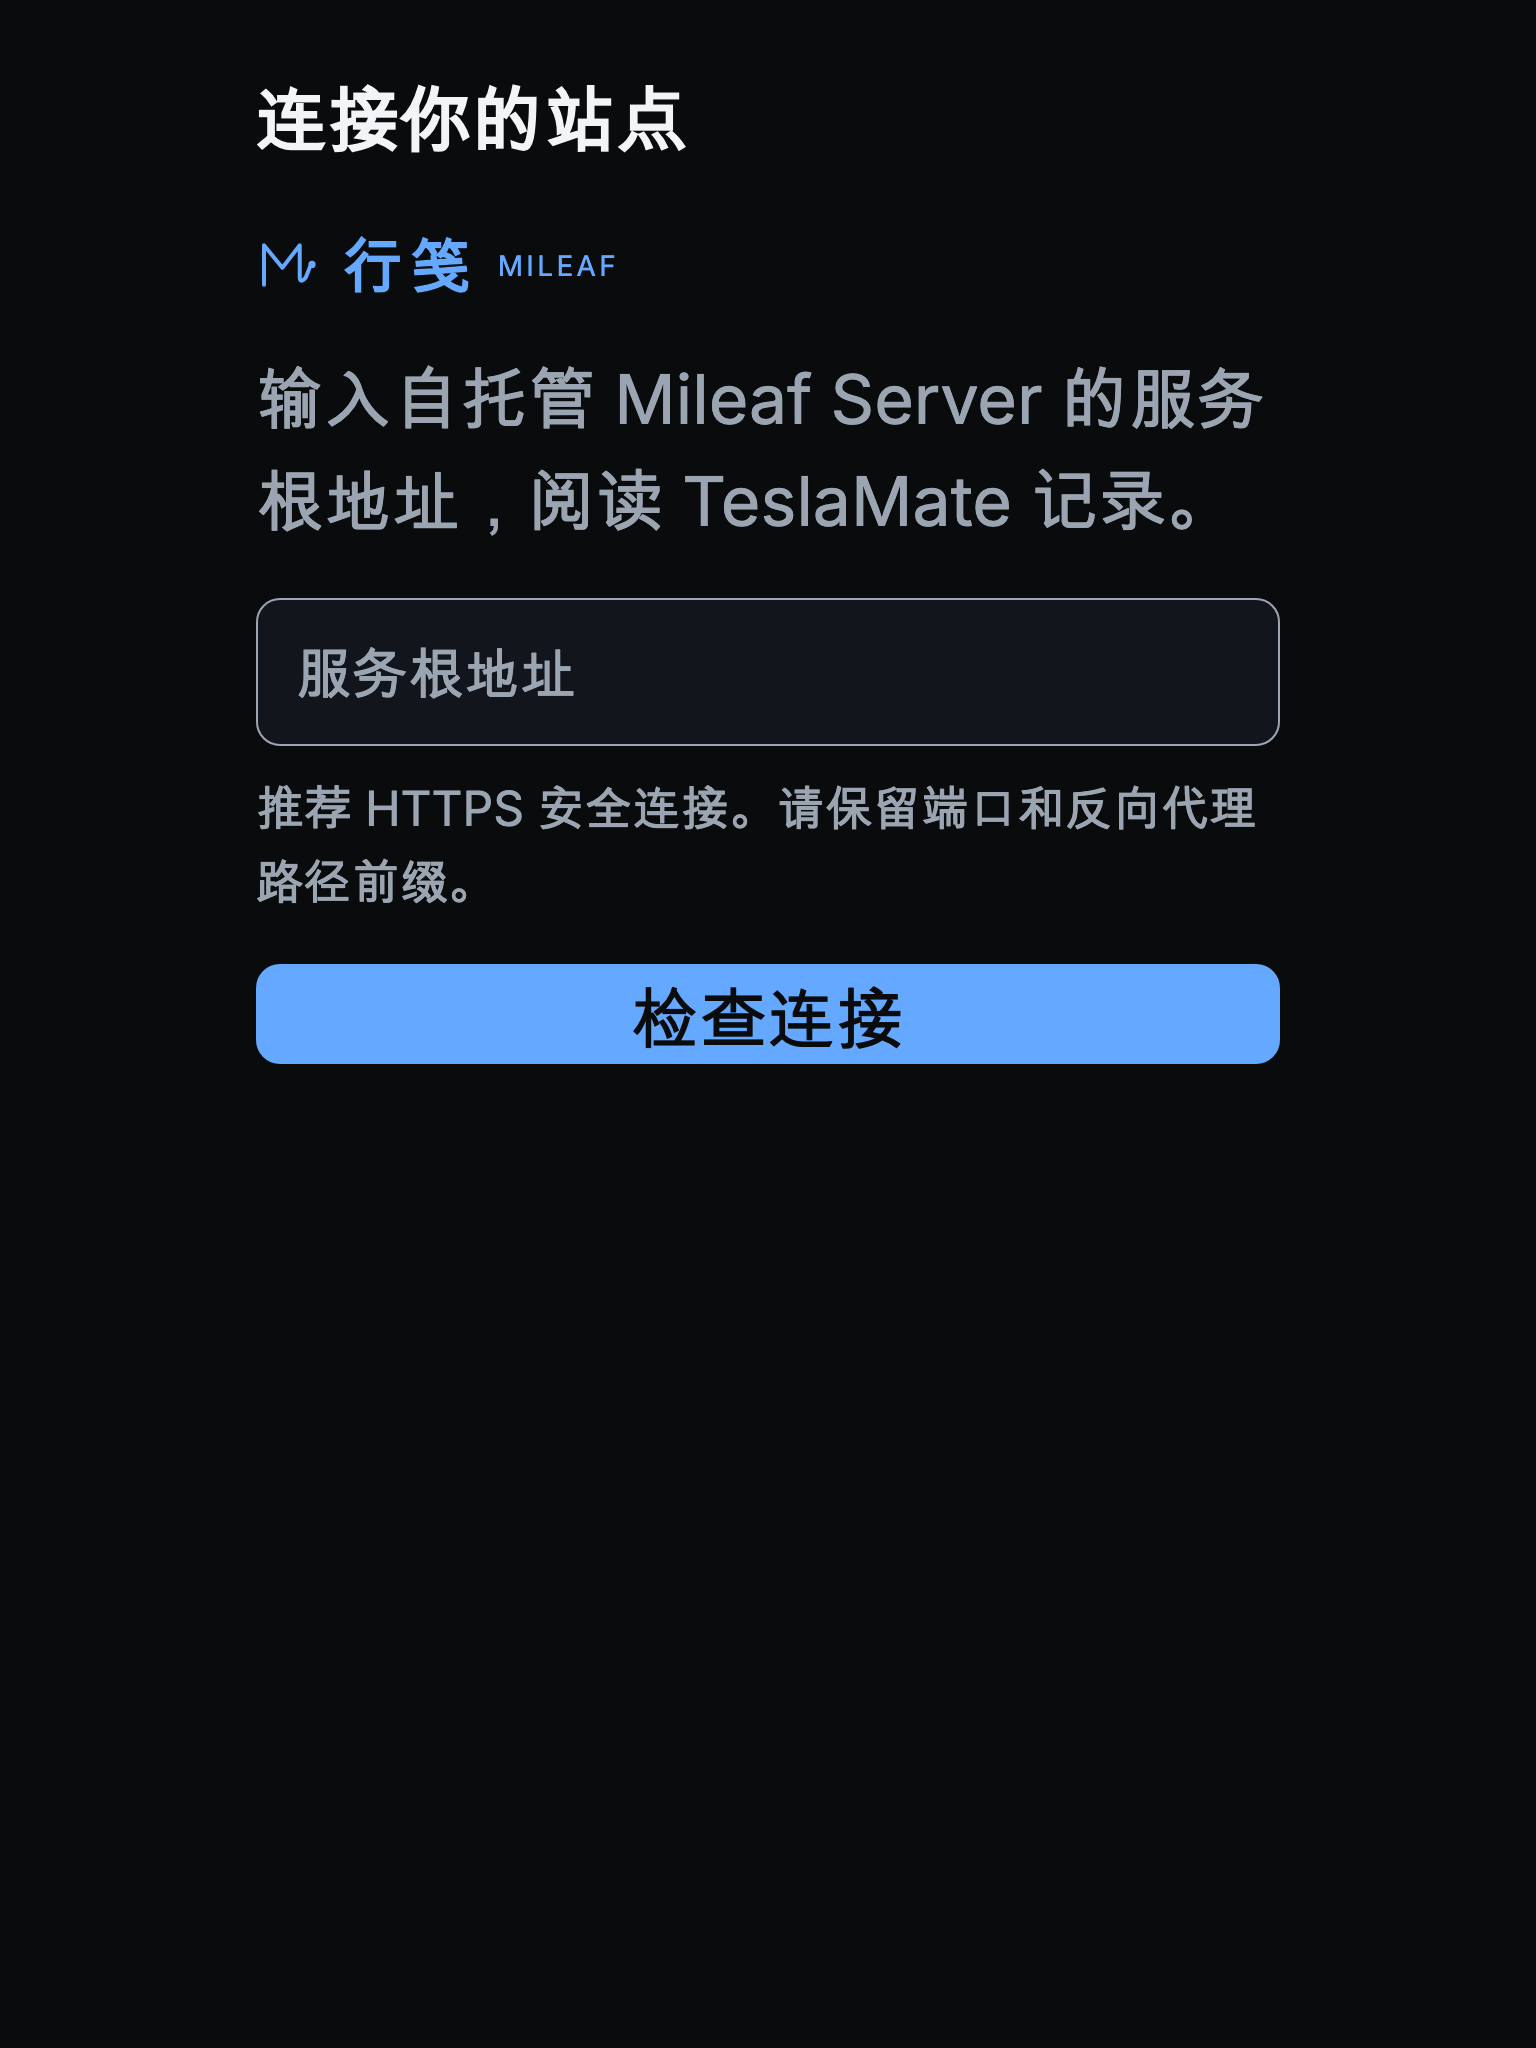 连接你的站点
行笺 MILEAF
输入自托管 Mileaf Server 的服务
根地址，阅读 TeslaMate 记录。
服务根地址
推荐 HTTPS 安全连接。请保留端口和反向代理
路径前缀。
检查连接